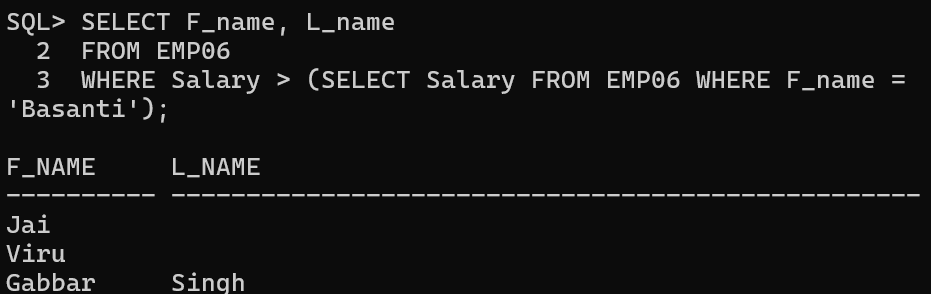 SQL> SELECT F_name, L_name
  2  FROM EMP06
  3  WHERE Salary > (SELECT Salary FROM EMP06 WHERE F_name =
'Basanti');
F_NAME     L_NAME
---------- --------------------------------------------------
Jai
Viru
Gabbar     Singh